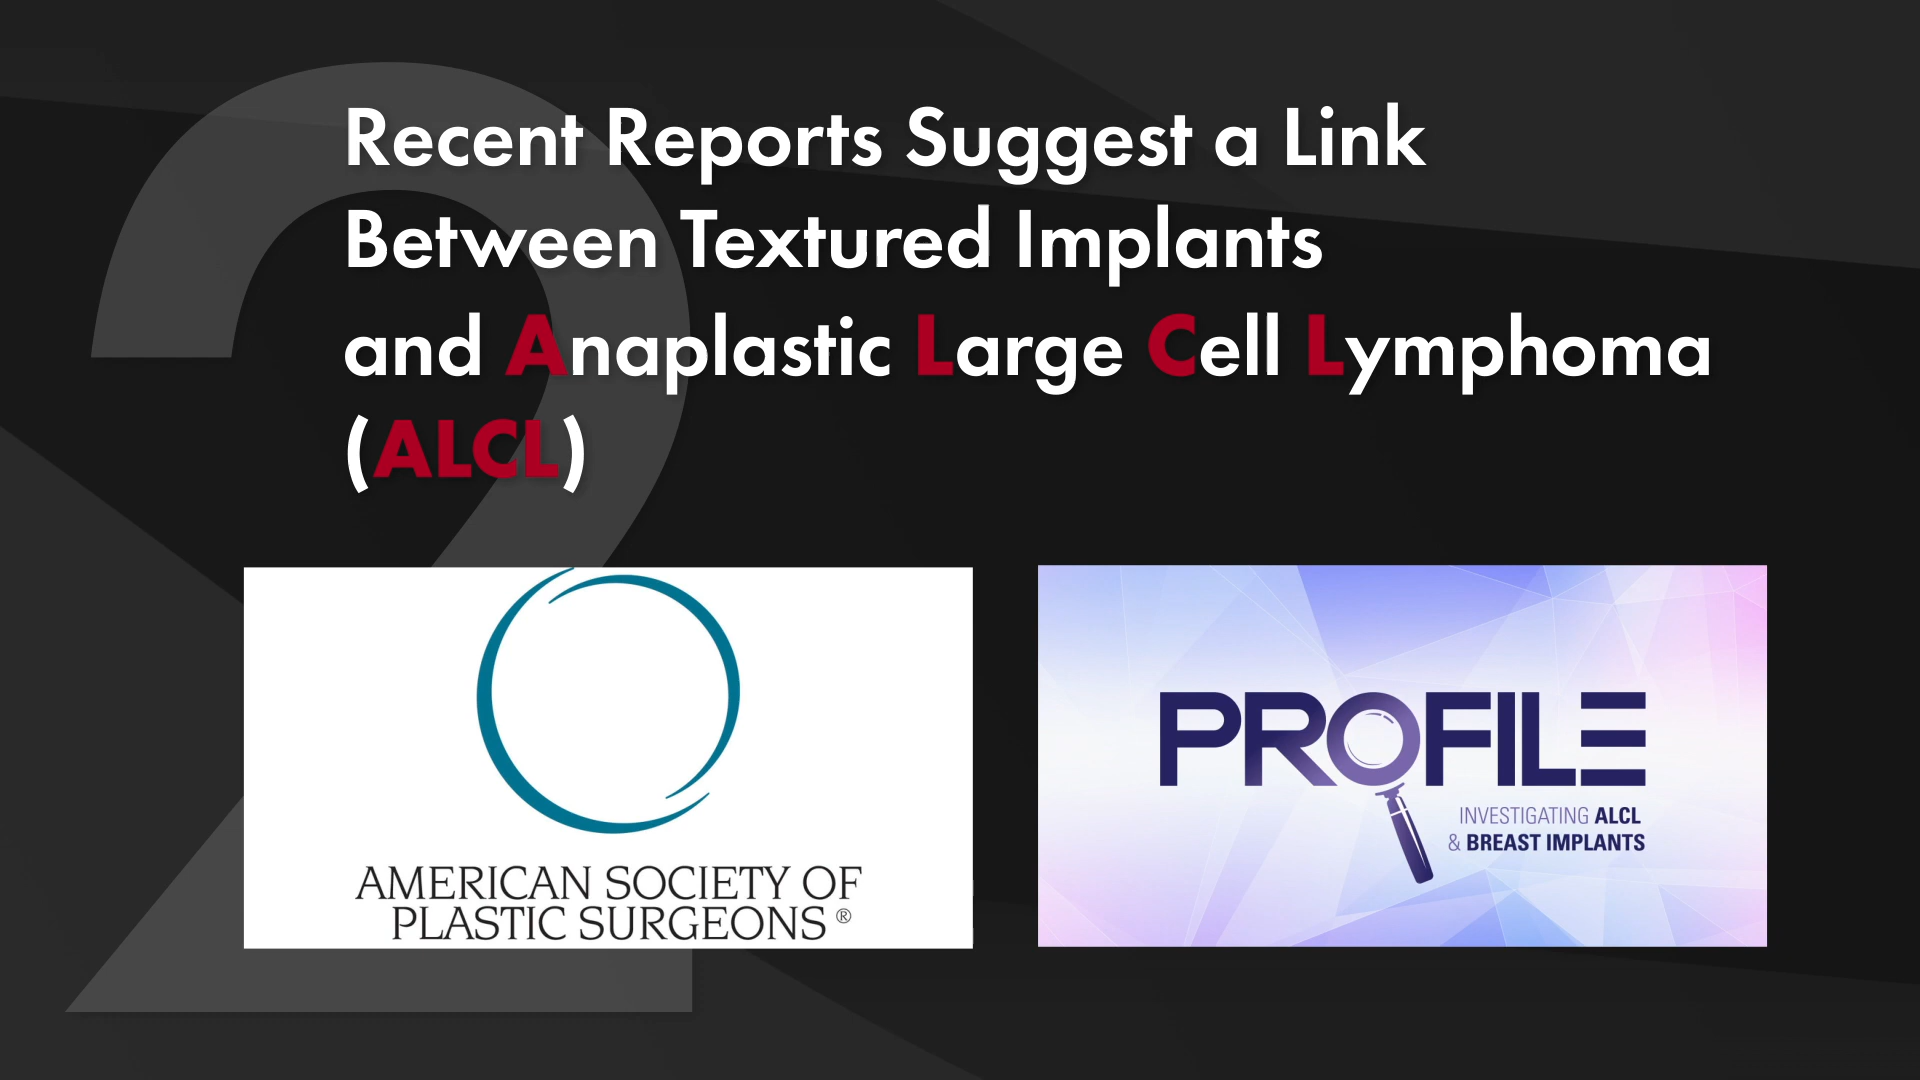 2
Recent Reports Suggest a Link
Between Textured Implants
and Anaplastic Large Cell Lymphoma
(ALCL)
AMERICAN SOCIETY OF
PLASTIC SURGEONS ®
PROFILE
INVESTIGATING ALCL
& BREAST IMPLANTS